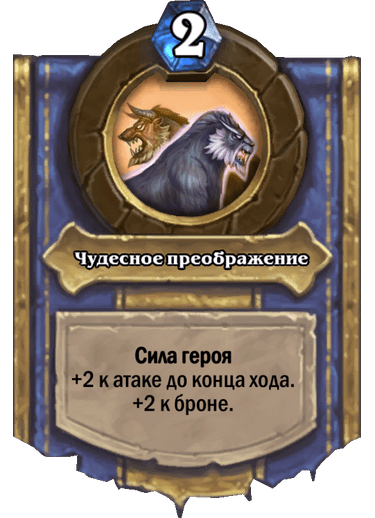 2
Чудесное преображение
Сила героя
+2 к атаке до конца хода.
+2 к броне.